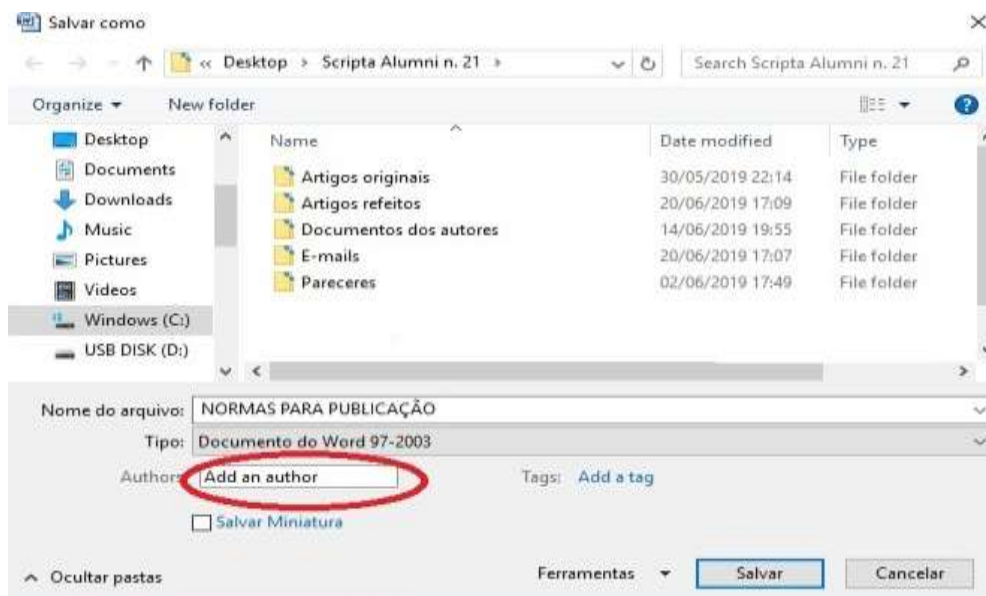 Salvar como
« Desktop › Scripta Alumni n. 21 › Search Scripta Alumni n. 21
Organize New folder
Desktop
Documents
Downloads
Music
Pictures
Videos
Windows (C:)
USB DISK (D:)
Name Date modified Type
Artigos originais 30/05/2019 22:14 File folder
Artigos refeitos 20/06/2019 17:09 File folder
Documentos dos autores 14/06/2019 19:55 File folder
E-mails 20/06/2019 17:07 File folder
Pareceres 02/06/2019 17:49 File folder
Nome do arquivo: NORMAS PARA PUBLICAÇÃO
Tipo: Documento do Word 97-2003
Authors Add an author Tags: Add a tag
Salvar Miniatura
Ocultar pastas Ferramentas Salvar Cancelar